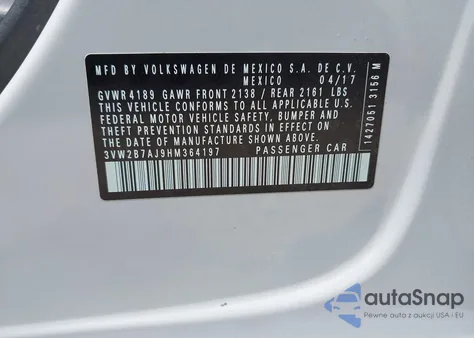 MFD BY VOLKSWAGEN DE MEXICO S.A. DE C.V.
04/17
GVWR 4189 GAWR FRONT 2138 / REAR 2161 LBS
THIS VEHICLE CONFORMS TO ALL APPLICABLE U.S.
FEDERAL MOTOR VEHICLE SAFETY, BUMPER AND
THEFT PREVENTION STANDARDS IN EFFECT ON
THE DATE OF MANUFACTURE SHOWN ABOVE.
3VW2B7AJ9HM364197 PASSENGER CAR
1427051 3156 M
autoSnap
Pewne auta z aukcji USA i EU